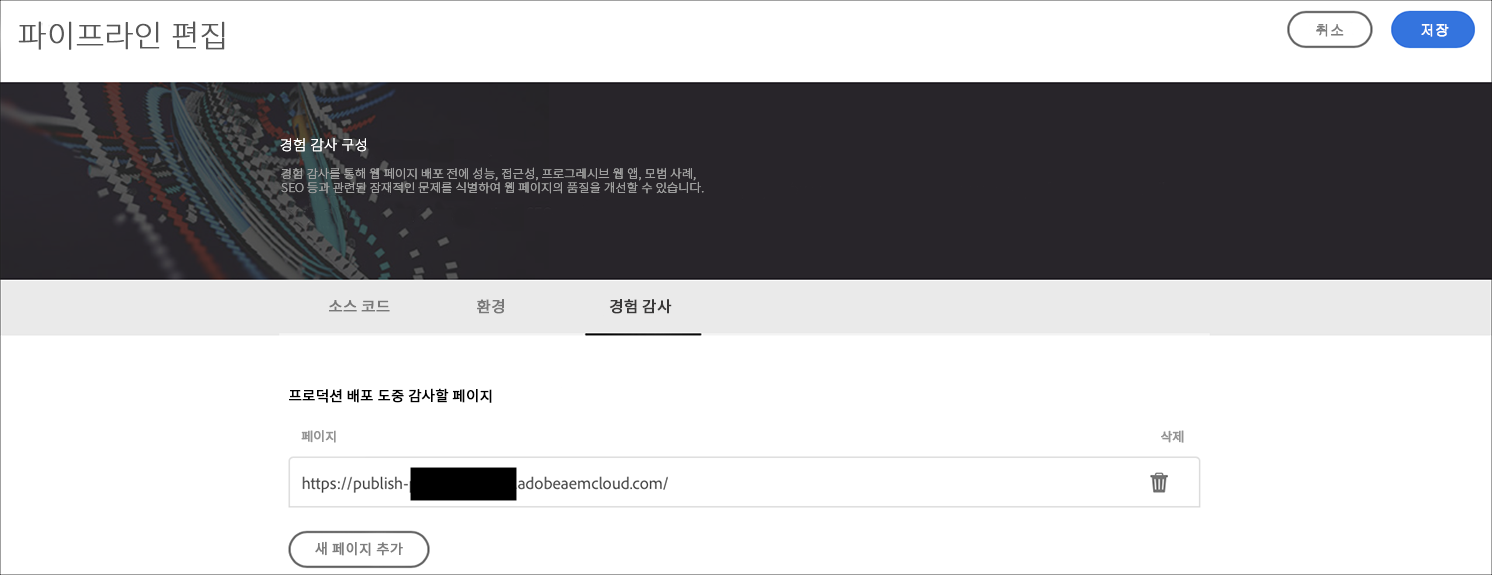 파이프라인 편집
취소
저장
경험 감사 구성
경험 감사를 통해 웹 페이지 배포 전에 성능, 접근성, 프로그레시브 웹 앱, 모범 사례,
SEO 등과 관련된 잠재적인 문제를 식별하여 웹 페이지의 품질을 개선할 수 있습니다.
소스 코드
환경
경험 감사
프로덕션 배포 도중 감사할 페이지
페이지
삭제
https://publish- adobeaemcloud.com/
새 페이지 추가